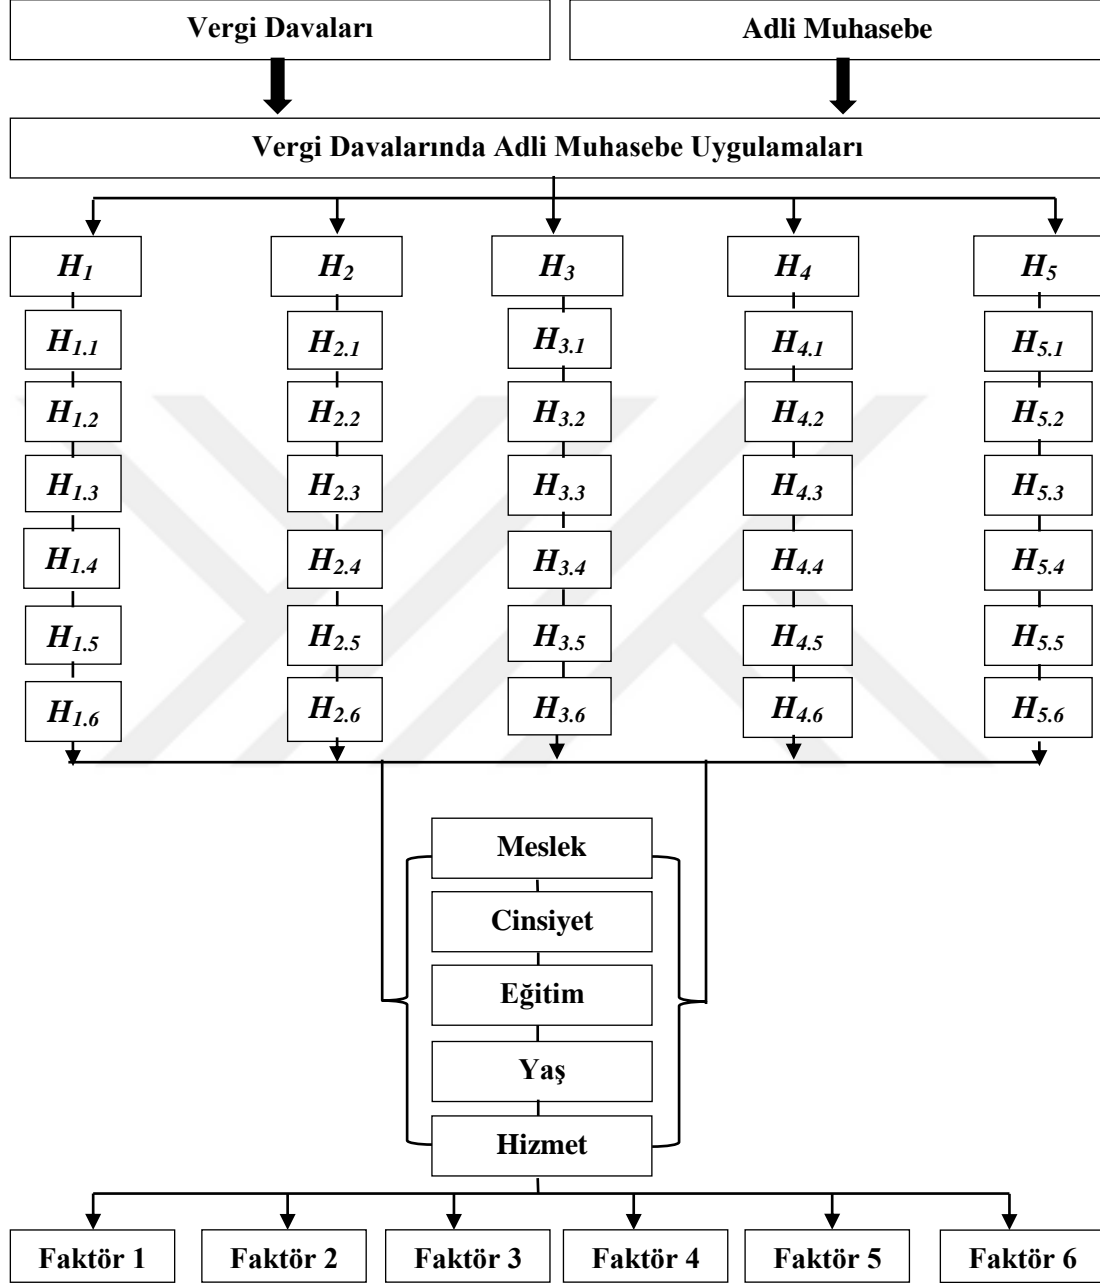 Vergi Davaları Adli Muhasebe
Vergi Davalarında Adli Muhasebe Uygulamaları
H1 H2 H3 H4 H5
H1.1 H2.1 H3.1 H4.1 H5.1
H1.2 H2.2 H3.2 H4.2 H5.2
H1.3 H2.3 H3.3 H4.3 H5.3
H1.4 H2.4 H3.4 H4.4 H5.4
H1.5 H2.5 H3.5 H4.5 H5.5
H1.6 H2.6 H3.6 H4.6 H5.6
Meslek
Cinsiyet
Eğitim
Yaş
Hizmet
Faktör 1 Faktör 2 Faktör 3 Faktör 4 Faktör 5 Faktör 6